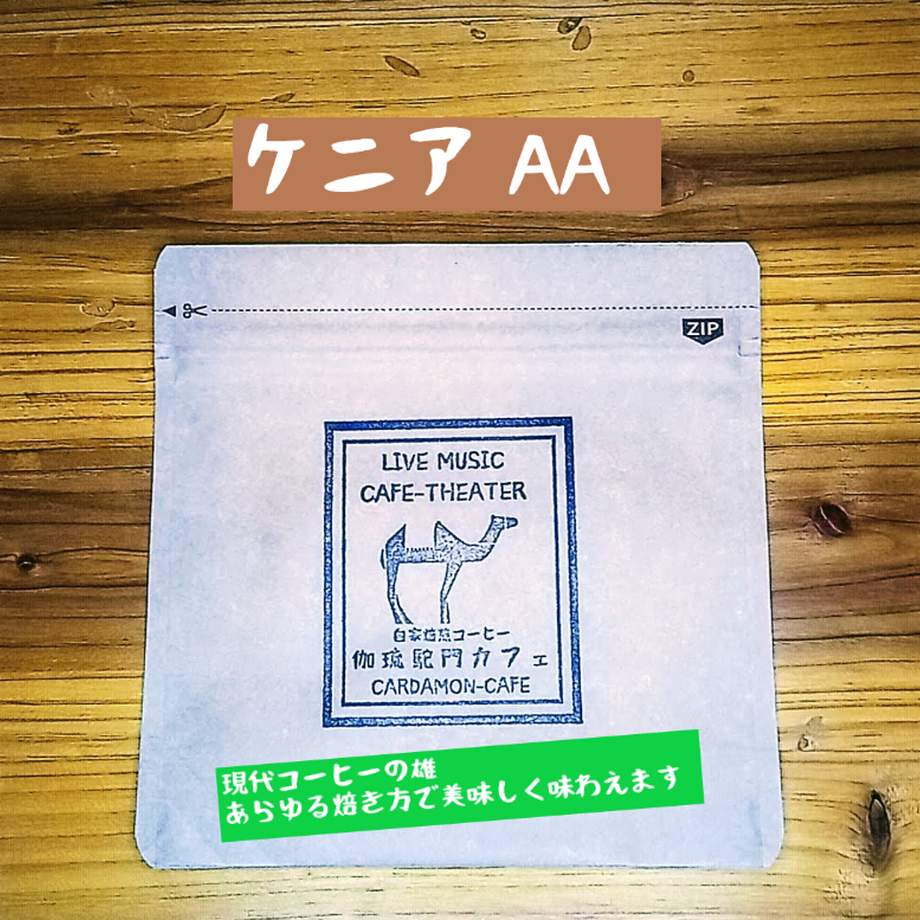 ケニア AA
ZIP
LIVE MUSIC
CAFE-THEATER
自家焙煎コーヒー
伽琉駝門カフェ
CARDAMON-CAFE
現代コーヒーの雄
あらゆる焙き方で美味しく味わえます